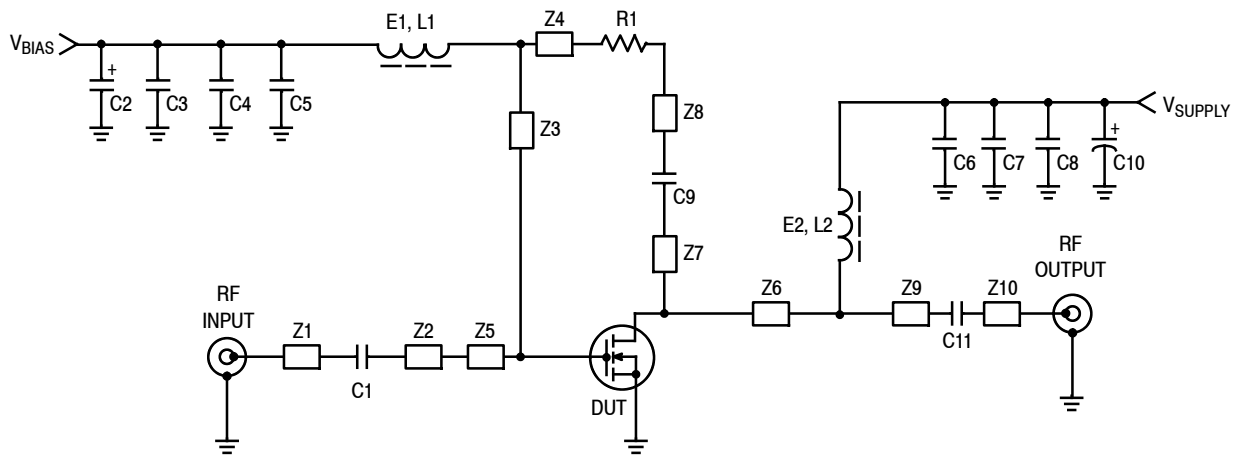 E1, L1
Z4
R1
VBIAS
+
C2
C3
C4
C5
Z3
Z8
C9
Z7
VSUPPLY
+
C6
C7
C8
C10
E2, L2
RF
OUTPUT
RF
INPUT
Z1
C1
Z2
Z5
DUT
Z6
Z9
C11
Z10